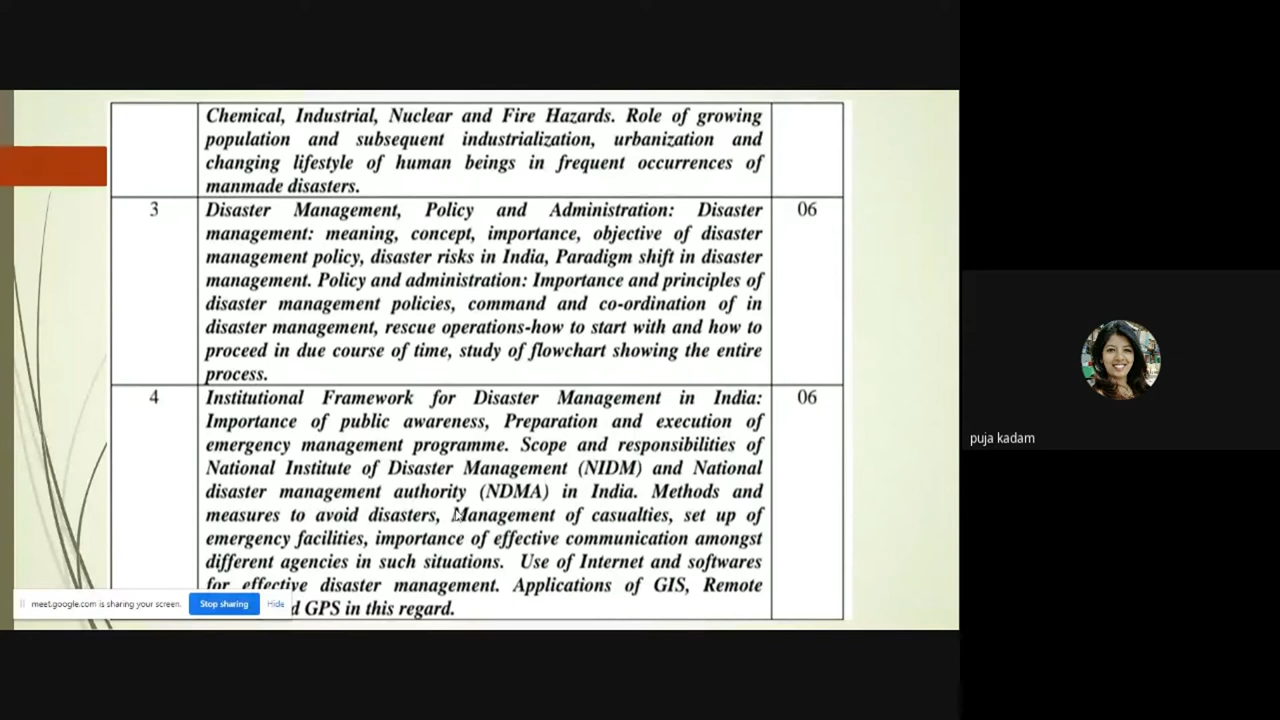 Chemical, Industrial, Nuclear and Fire Hazards. Role of growing
population and subsequent industrialization, urbanization and
changing lifestyle of human beings in frequent occurrences of
manmade disasters.
3
Disaster Management, Policy and Administration: Disaster
06
management: meaning, concept, importance, objective of disaster
management policy, disaster risks in India, Paradigm shift in disaster
management. Policy and administration: Importance and principles of
disaster management policies, command and co-ordination of in
disaster management, rescue operations-how to start with and how to
proceed in due course of time, study of flowchart showing the entire
process.
4
Institutional Framework for Disaster Management in India:
06
Importance of public awareness, Preparation and execution of
emergency management programme. Scope and responsibilities of
National Institute of Disaster Management (NIDM) and National
disaster management authority (NDMA) in India. Methods and
measures to avoid disasters, Management of casualties, set up of
emergency facilities, importance of effective communication amongst
different agencies in such situations. Use of Internet and softwares
for effective disaster management. Applications of GIS, Remote
d GPS in this regard.
meet.google.com is sharing your screen.
Stop sharing
Hide
puja kadam